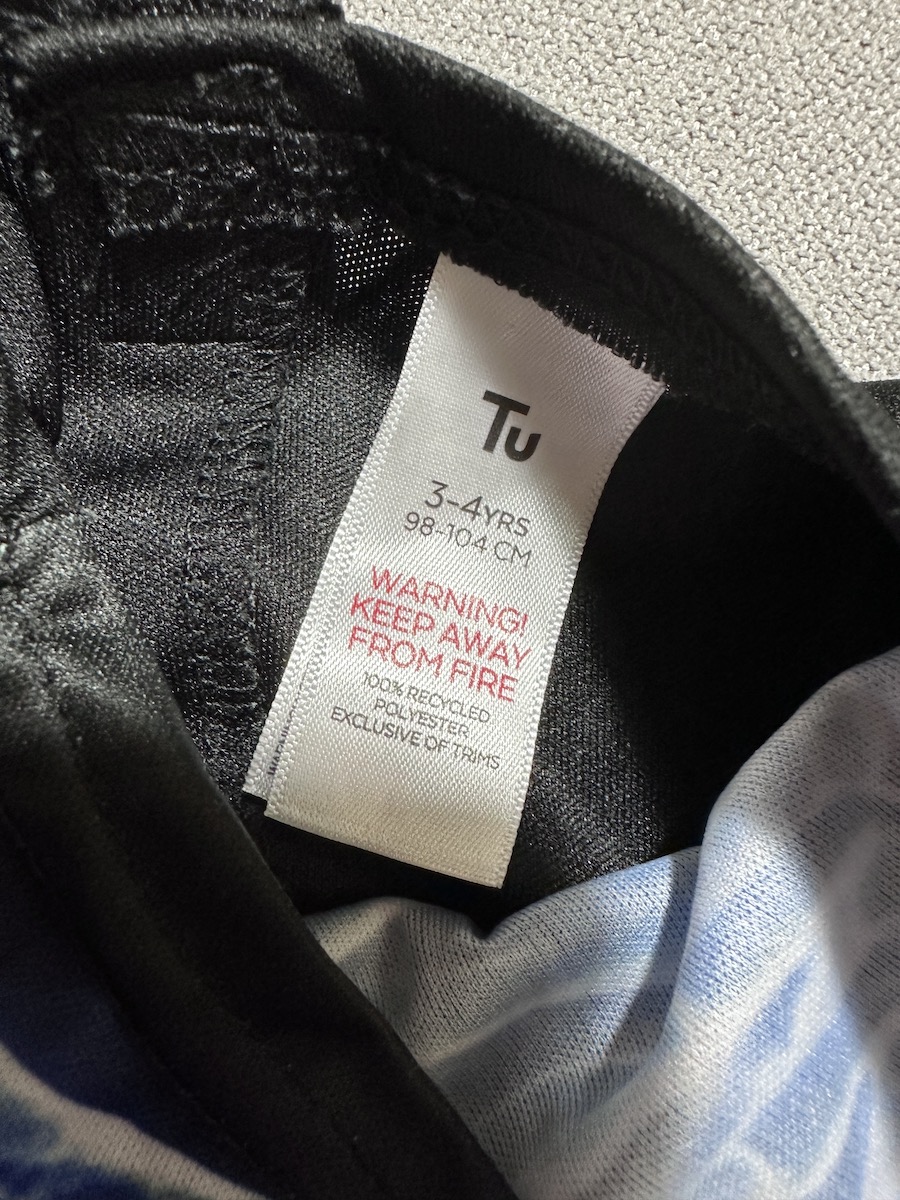 Tu
3-4YRS
98-104 CM
WARNING!
KEEP AWAY
FROM FIRE
100% RECYCLED
POLYESTER
EXCLUSIVE OF TRIMS